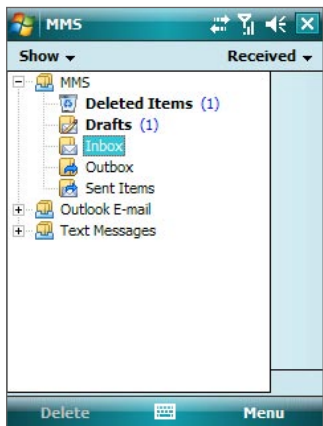 MMS
Show Received
MMS
Deleted Items (1)
Drafts (1)
Inbox
Outbox
Sent Items
Outlook E-mail
Text Messages
Delete Menu